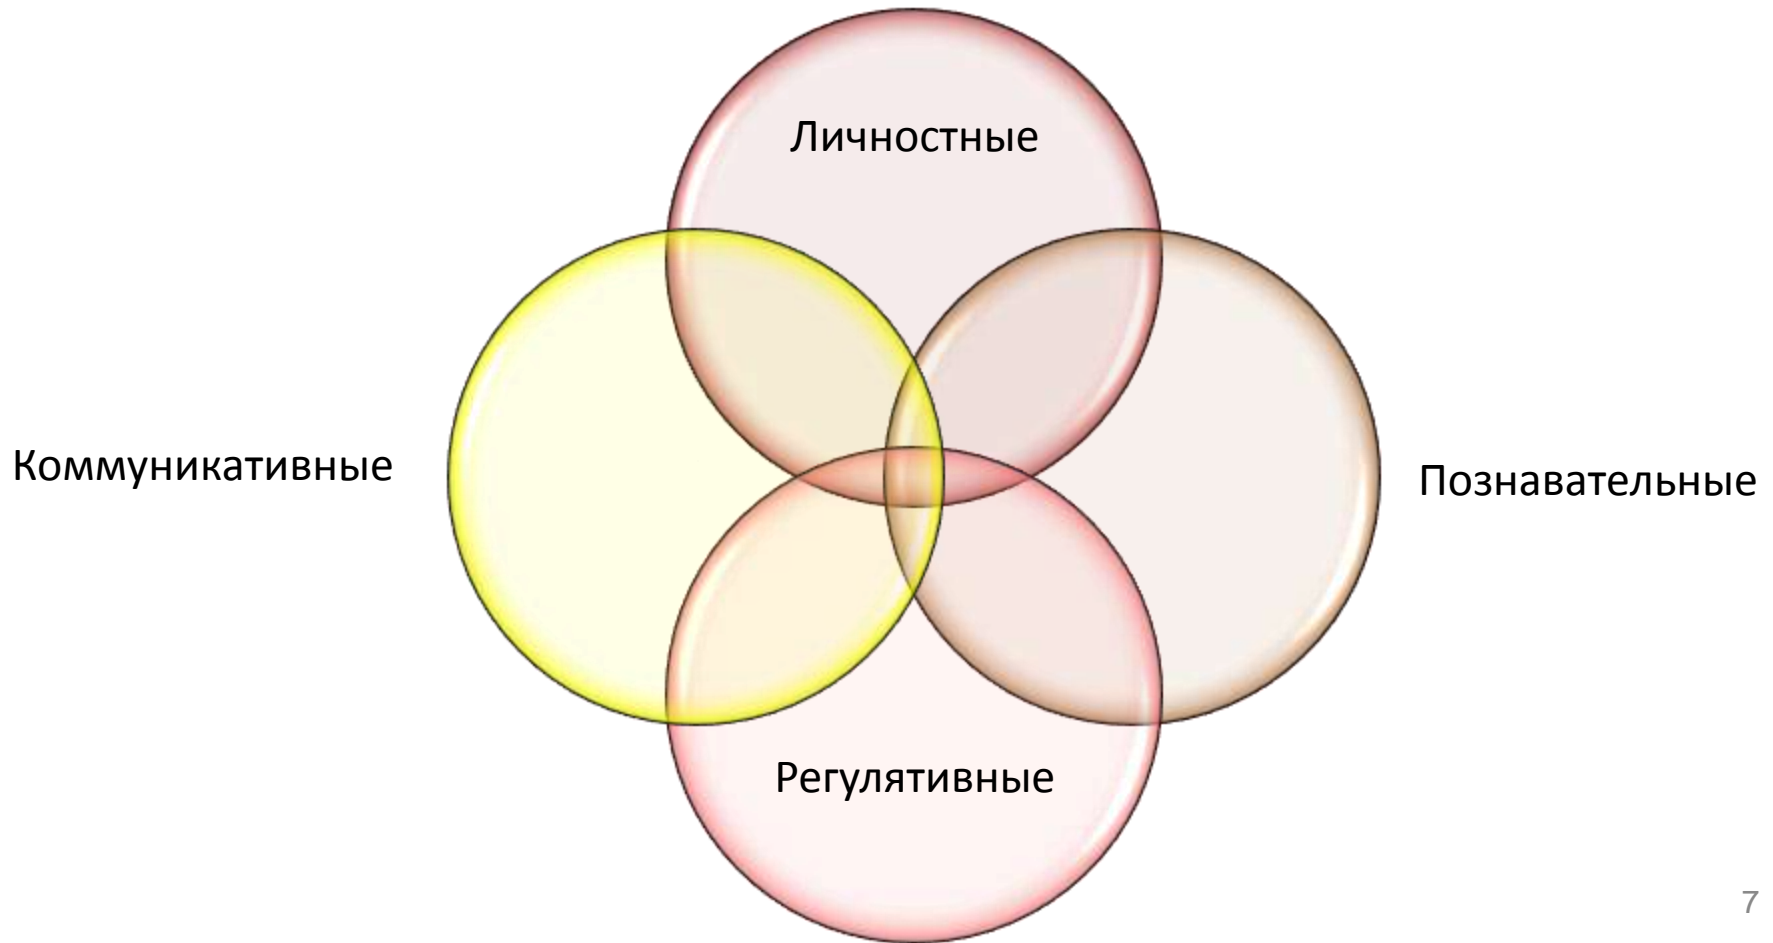 Личностные
Коммуникативные
Познавательные
Регулятивные
7